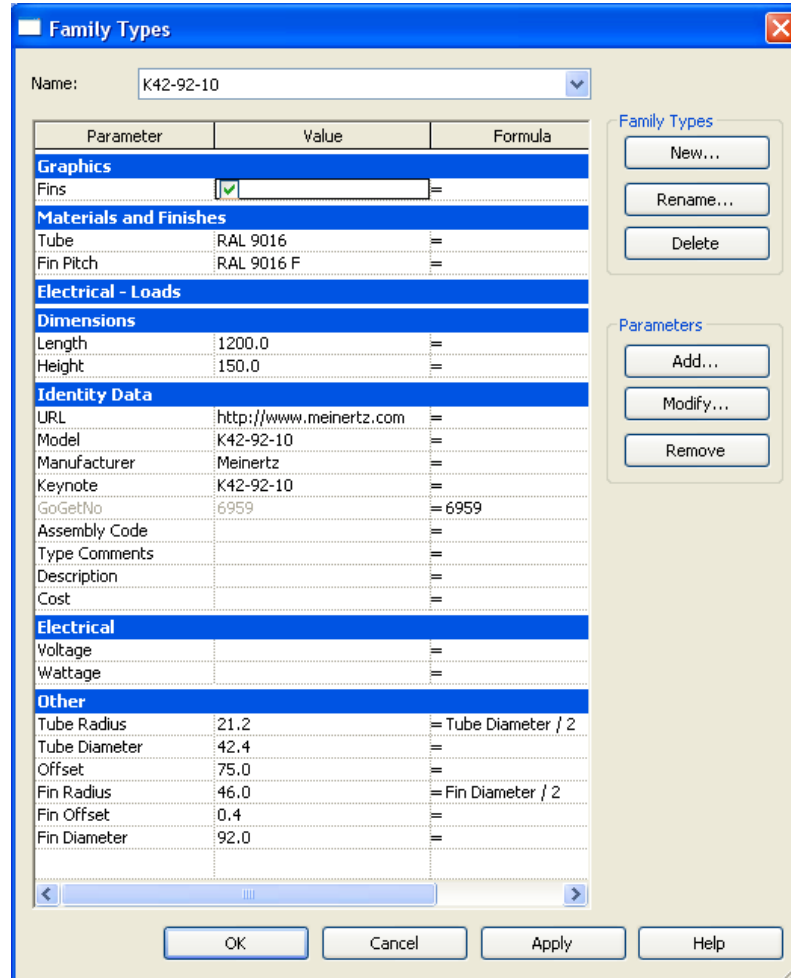 Family Types
Name: K42-92-10
Parameter Value Formula
Graphics
Fins =
Materials and Finishes
Tube RAL 9016 =
Fin Pitch RAL 9016 F =
Electrical - Loads
Dimensions
Length 1200.0 =
Height 150.0 =
Identity Data
URL http://www.meinertz.com =
Model K42-92-10 =
Manufacturer Meinertz =
Keynote K42-92-10 =
GoGetNo 6959 = 6959
Assembly Code =
Type Comments =
Description =
Cost =
Electrical
Voltage =
Wattage =
Other
Tube Radius 21.2 = Tube Diameter / 2
Tube Diameter 42.4 =
Offset 75.0 =
Fin Radius 46.0 = Fin Diameter / 2
Fin Offset 0.4 =
Fin Diameter 92.0 =
Family Types
New...
Rename...
Delete
Parameters
Add...
Modify...
Remove
OK Cancel Apply Help